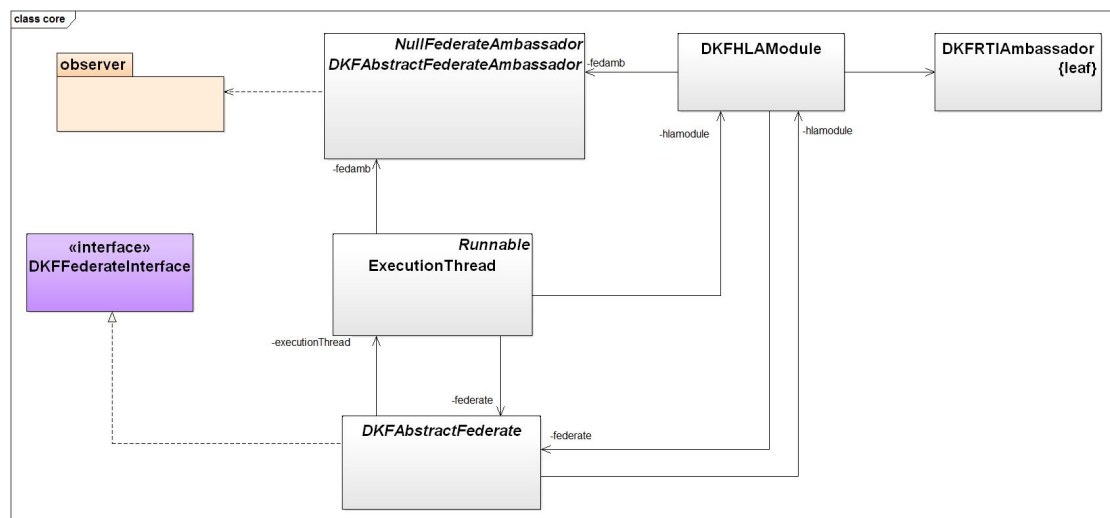 class core
observer
NullFederateAmbassador
DKFAbstractFederateAmbassador
DKFHLAModule
DKFRTIAmbassador
{leaf}
-fedamb
-hlamodule
-hlamodule
-fedamb
«interface»
DKFFederateInterface
Runnable
ExecutionThread
-executionThread
-federate
DKFAbstractFederate
-federate